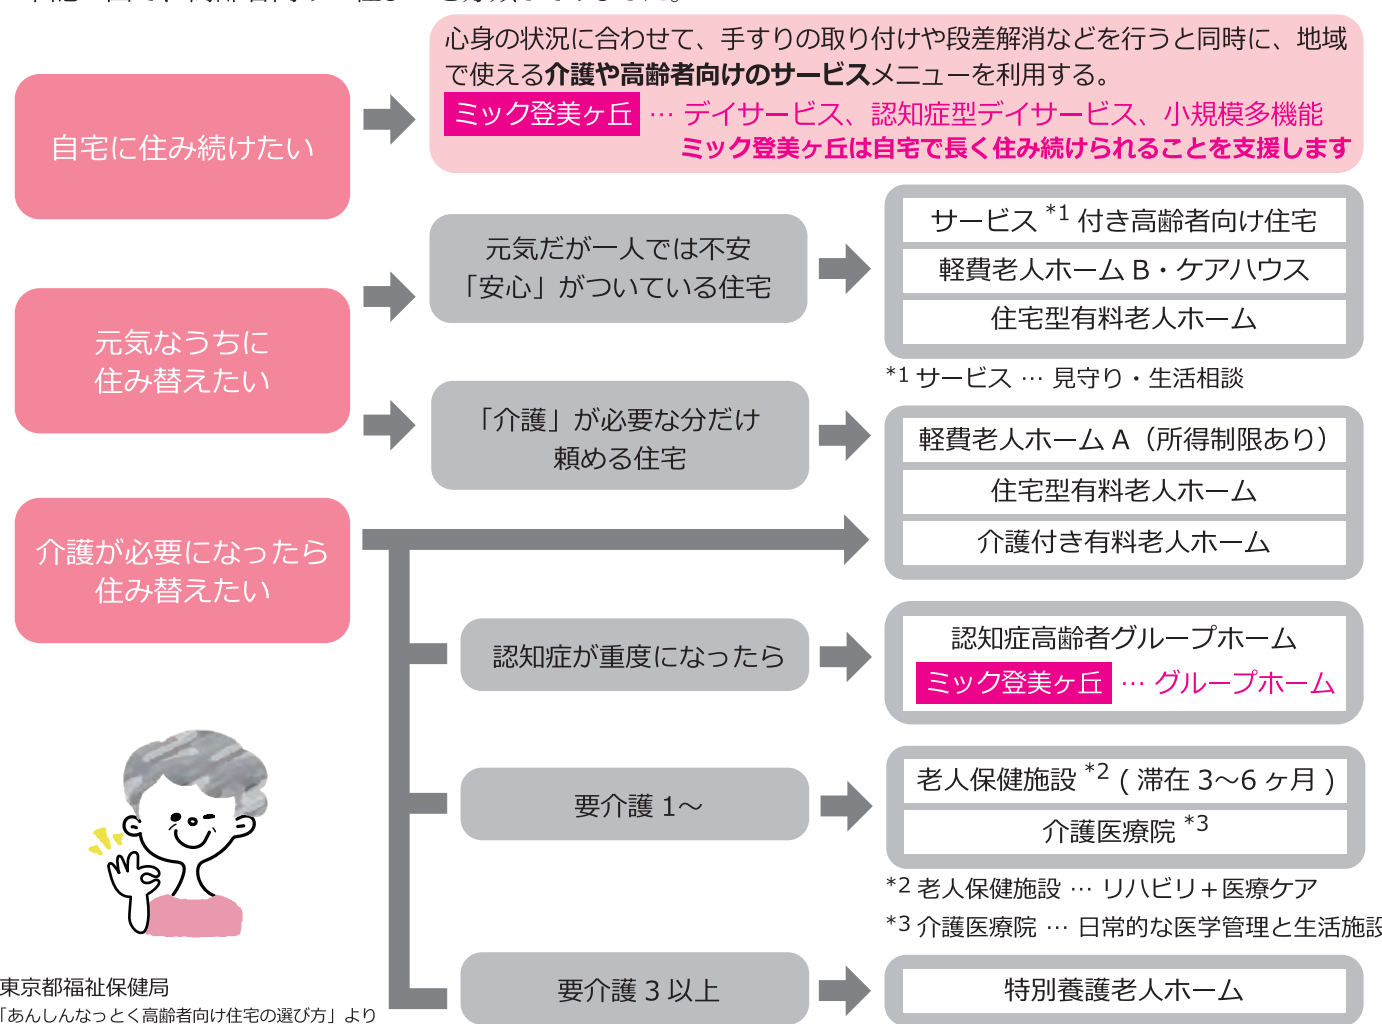 自宅に住み続けたい
心身の状況に合わせて、手すりの取り付けや段差解消などを行うと同時に、地域
で使える介護や高齢者向けのサービスメニューを利用する。
ミック登美ヶ丘 … デイサービス、認知症型デイサービス、小規模多機能
ミック登美ヶ丘は自宅で長く住み続けられることを支援します
元気なうちに
住み替えたい
元気だが一人では不安
「安心」がついている住宅
サービス *1 付き高齢者向け住宅
軽費老人ホーム B・ケアハウス
住宅型有料老人ホーム
*1 サービス … 見守り・生活相談
「介護」が必要な分だけ
頼める住宅
軽費老人ホーム A（所得制限あり）
住宅型有料老人ホーム
介護付き有料老人ホーム
介護が必要になったら
住み替えたい
認知症が重度になったら
認知症高齢者グループホーム
ミック登美ヶ丘 … グループホーム
要介護 1～
老人保健施設 *2 ( 滞在 3～6 ヶ月 )
介護医療院 *3
*2 老人保健施設 … リハビリ＋医療ケア
*3 介護医療院 … 日常的な医学管理と生活施設
要介護 3 以上
特別養護老人ホーム
東京都福祉保健局
「あんしんなっとく高齢者向け住宅の選び方」より